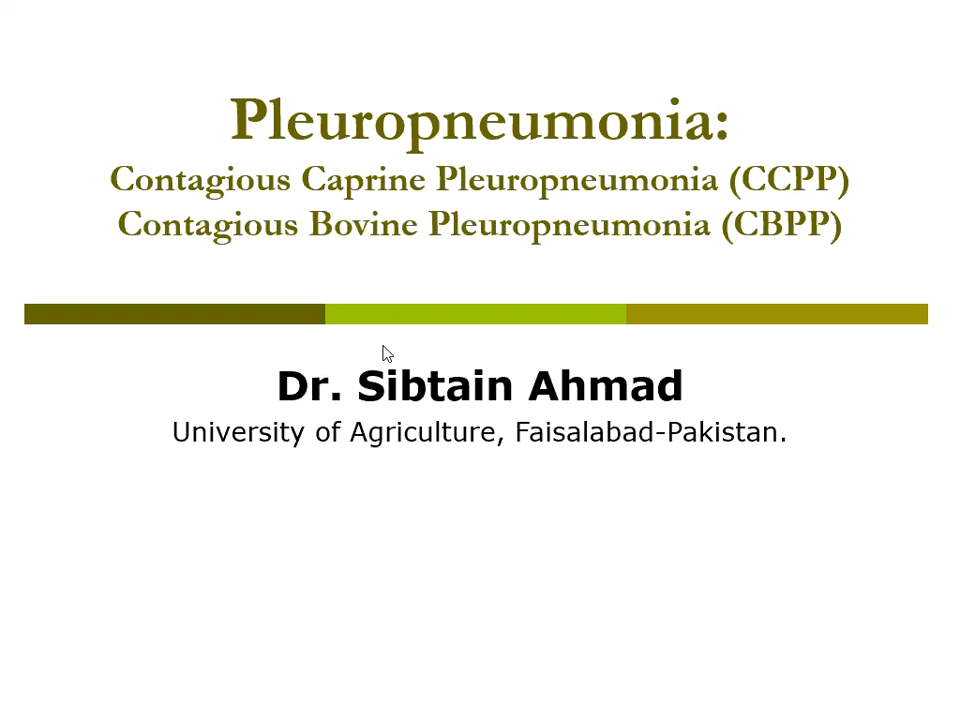 Pleuropneumonia:
Contagious Caprine Pleuropneumonia (CCPP)
Contagious Bovine Pleuropneumonia (CBPP)
Dr. Sibtain Ahmad
University of Agriculture, Faisalabad-Pakistan.